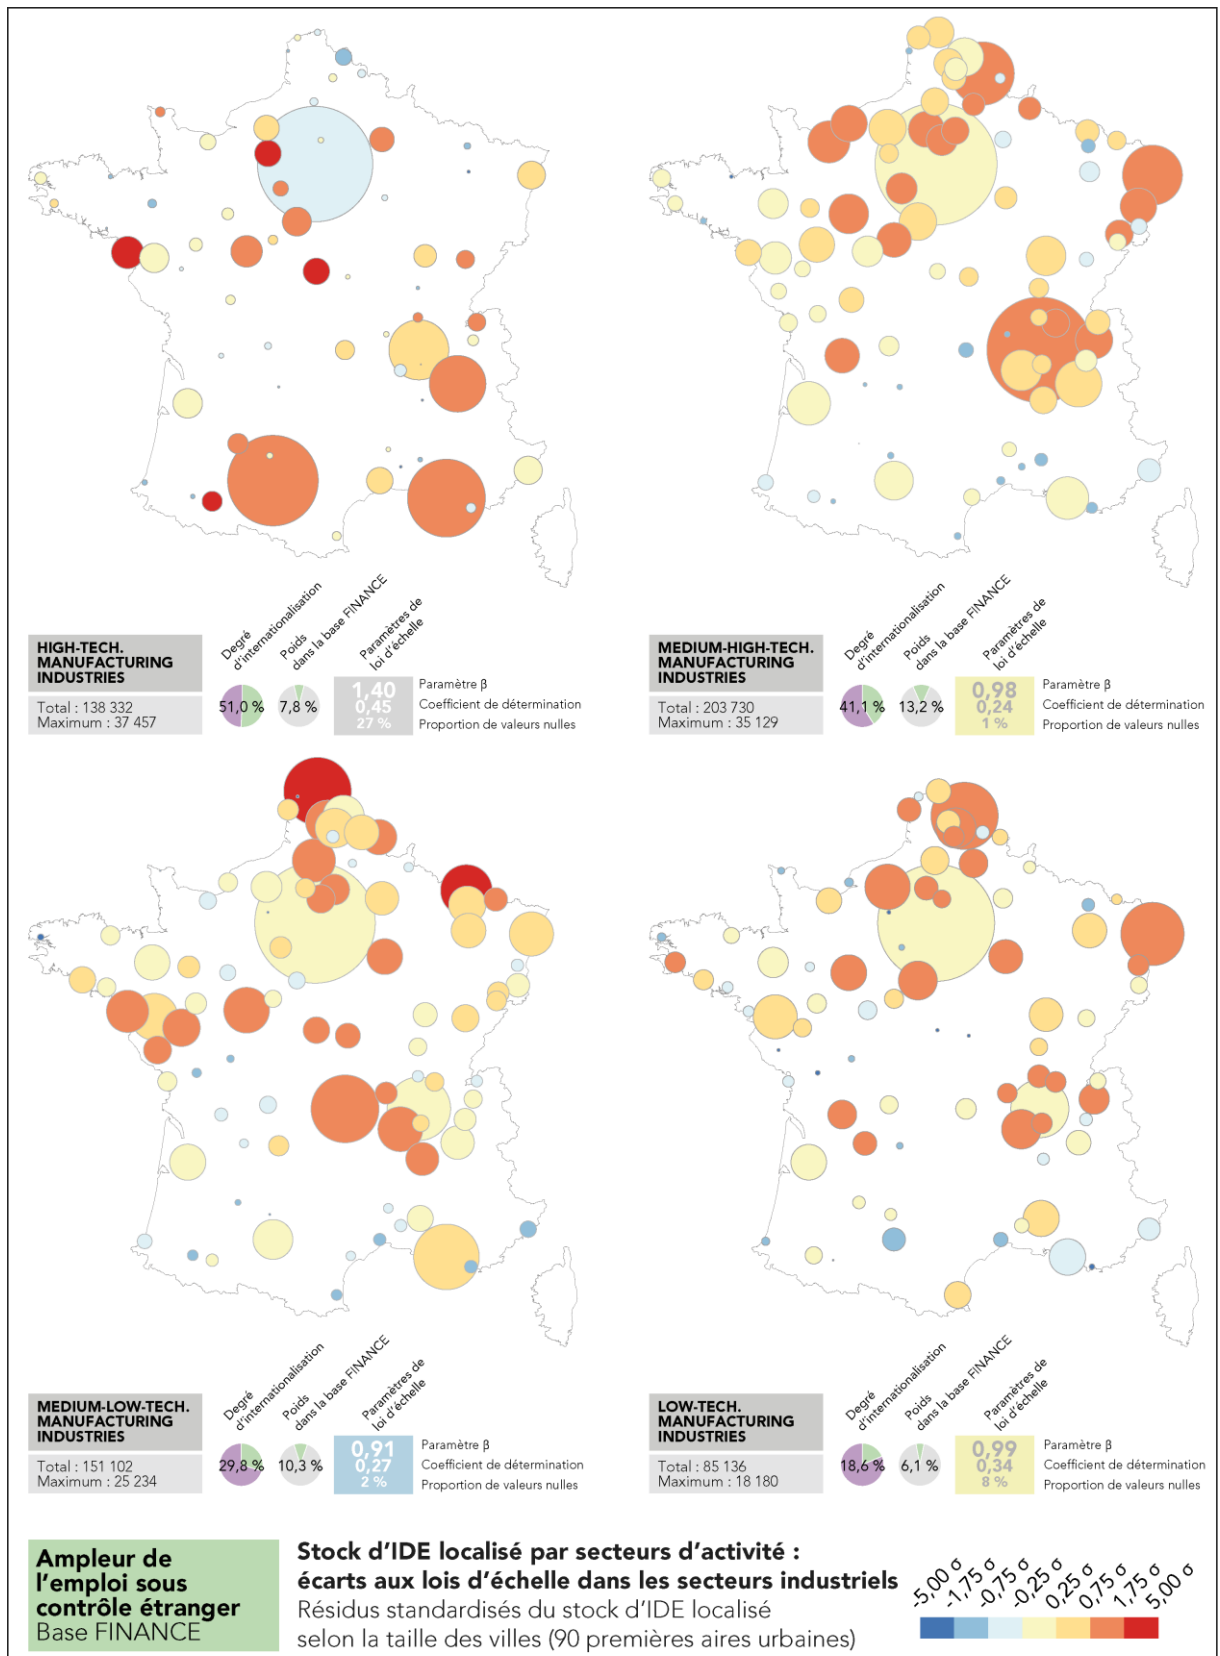 Degré
d'internationalisation
Poids
dans la base FINANCE
Paramètres de
loi d'échelle
HIGH-TECH.
MANUFACTURING
INDUSTRIES
Total : 138 332
Maximum : 37 457
51,0 %
7,8 %
1,40
0,45
27 %
Paramètre β
Coefficient de détermination
Proportion de valeurs nulles
Degré
d'internationalisation
Poids
dans la base FINANCE
Paramètres de
loi d'échelle
MEDIUM-HIGH-TECH.
MANUFACTURING
INDUSTRIES
Total : 203 730
Maximum : 35 129
41,1 %
13,2 %
0,98
0,24
1 %
Paramètre β
Coefficient de détermination
Proportion de valeurs nulles
Degré
d'internationalisation
Poids
dans la base FINANCE
Paramètres de
loi d'échelle
MEDIUM-LOW-TECH.
MANUFACTURING
INDUSTRIES
Total : 151 102
Maximum : 25 234
29,8 %
10,3 %
0,91
0,27
2 %
Paramètre β
Coefficient de détermination
Proportion de valeurs nulles
Degré
d'internationalisation
Poids
dans la base FINANCE
Paramètres de
loi d'échelle
LOW-TECH.
MANUFACTURING
INDUSTRIES
Total : 85 136
Maximum : 18 180
18,6 %
6,1 %
0,99
0,34
8 %
Paramètre β
Coefficient de détermination
Proportion de valeurs nulles
Ampleur de
l'emploi sous
contrôle étranger
Base FINANCE
Stock d'IDE localisé par secteurs d'activité :
écarts aux lois d'échelle dans les secteurs industriels
Résidus standardisés du stock d'IDE localisé
selon la taille des villes (90 premières aires urbaines)
-5,00 σ
-1,75 σ
-0,75 σ
-0,25 σ
0,25 σ
0,75 σ
1,75 σ
5,00 σ